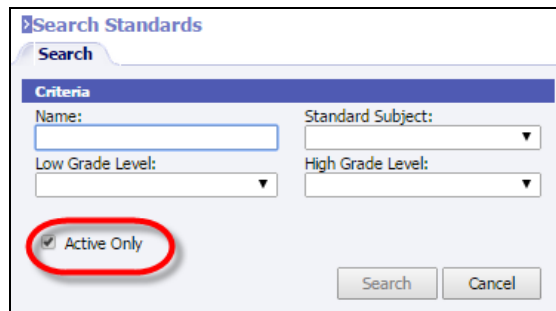 Search Standards
Search
Criteria
Name:
Standard Subject:
Low Grade Level:
High Grade Level:
Active Only
Search
Cancel